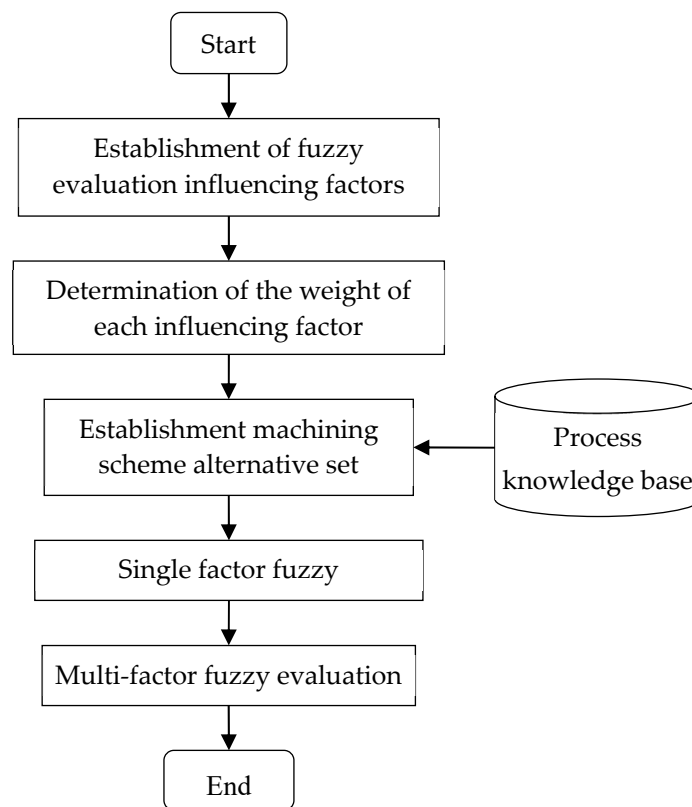 Start
Establishment of fuzzy
evaluation influencing factors
Determination of the weight of
each influencing factor
Establishment machining
scheme alternative set
Process
knowledge base
Single factor fuzzy
Multi-factor fuzzy evaluation
End